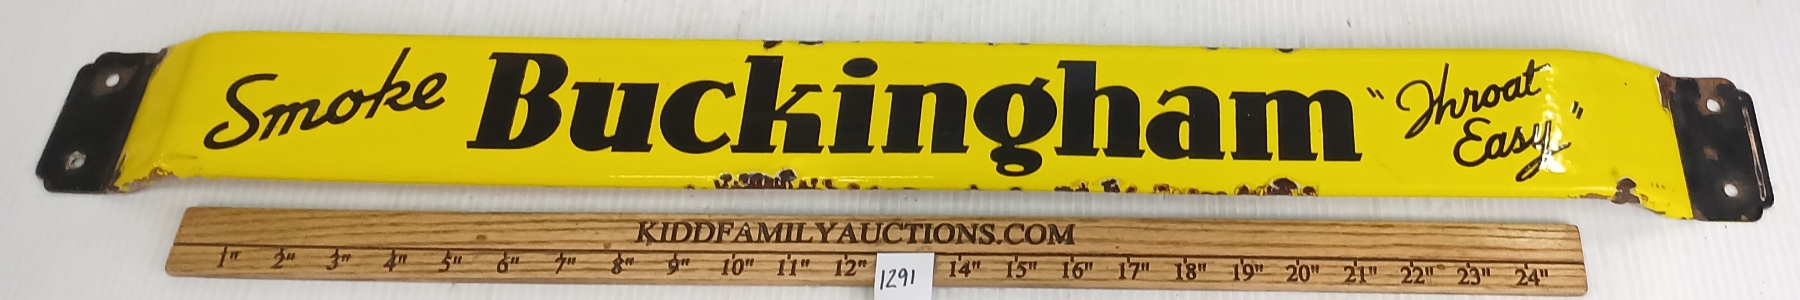 Smoke Buckingham "Throat Easy"
KIDDFAMILYAUCTIONS.COM
1" 2" 3" 4" 5" 6" 7" 8" 9" 10" 11" 12" 14" 15" 16" 17" 18" 19" 20" 21" 22" 23" 24"
1291